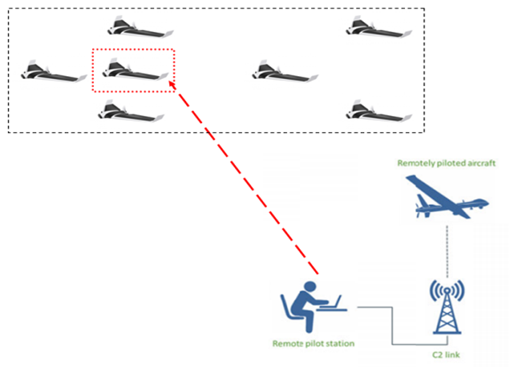 Remotely piloted aircraft
Remote pilot station
C2 link